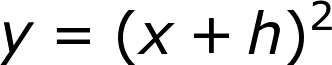 y = (x + h)²